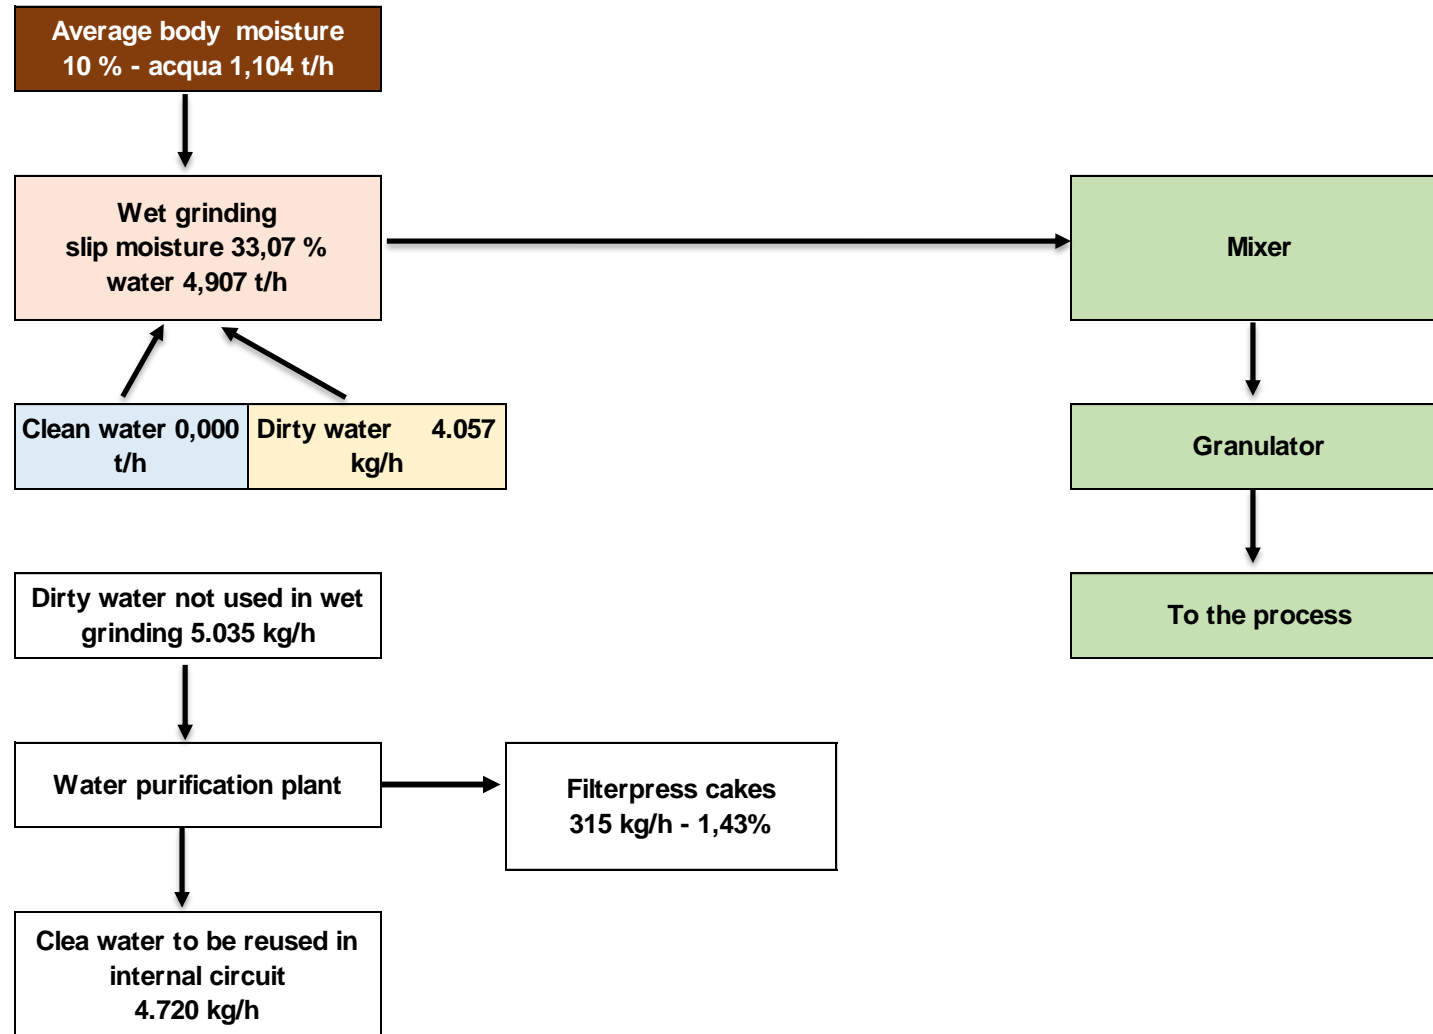 Average body moisture
10 % - acqua 1,104 t/h
Wet grinding
slip moisture 33,07 %
water 4,907 t/h
Mixer
Clean water 0,000
t/h
Dirty water 4.057
kg/h
Granulator
Dirty water not used in wet
grinding 5.035 kg/h
To the process
Water purification plant
Filterpress cakes
315 kg/h - 1,43%
Clea water to be reused in
internal circuit
4.720 kg/h